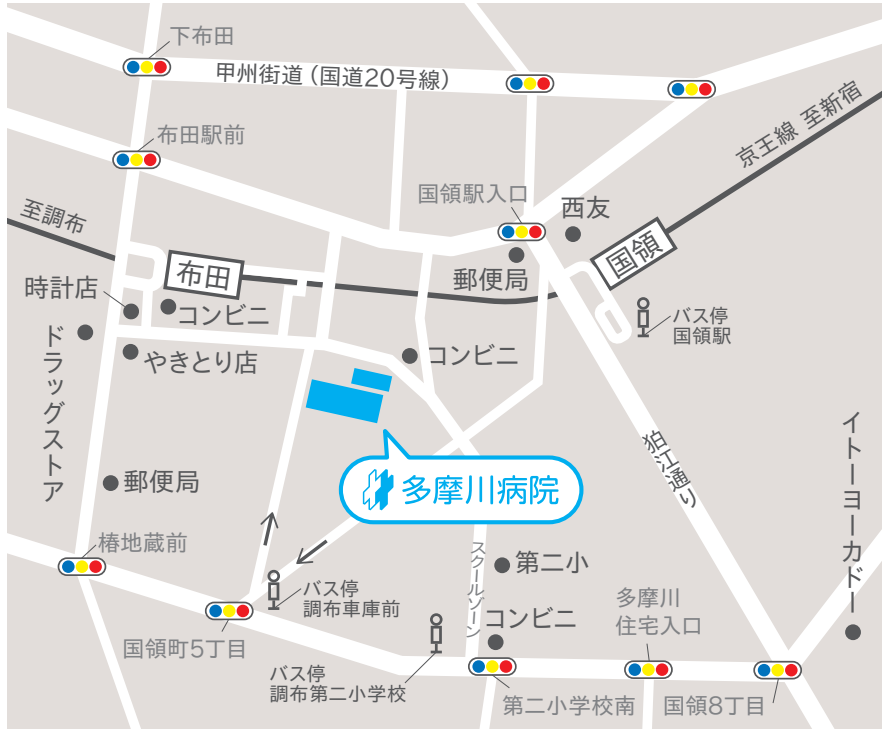 下布田
甲州街道（国道20号線）
布田駅前
京王線 至新宿
国領駅入口
西友
至調布
布田
国領
郵便局
時計店
コンビニ
バス停
国領駅
ドラッグストア
やきとり店
コンビニ
イトーヨーカドー
狛江通り
郵便局
多摩川病院
椿地蔵前
スクールゾーン
第二小
バス停
調布車庫前
コンビニ
多摩川
住宅入口
国領町5丁目
バス停
調布第二小学校
第二小学校南
国領8丁目